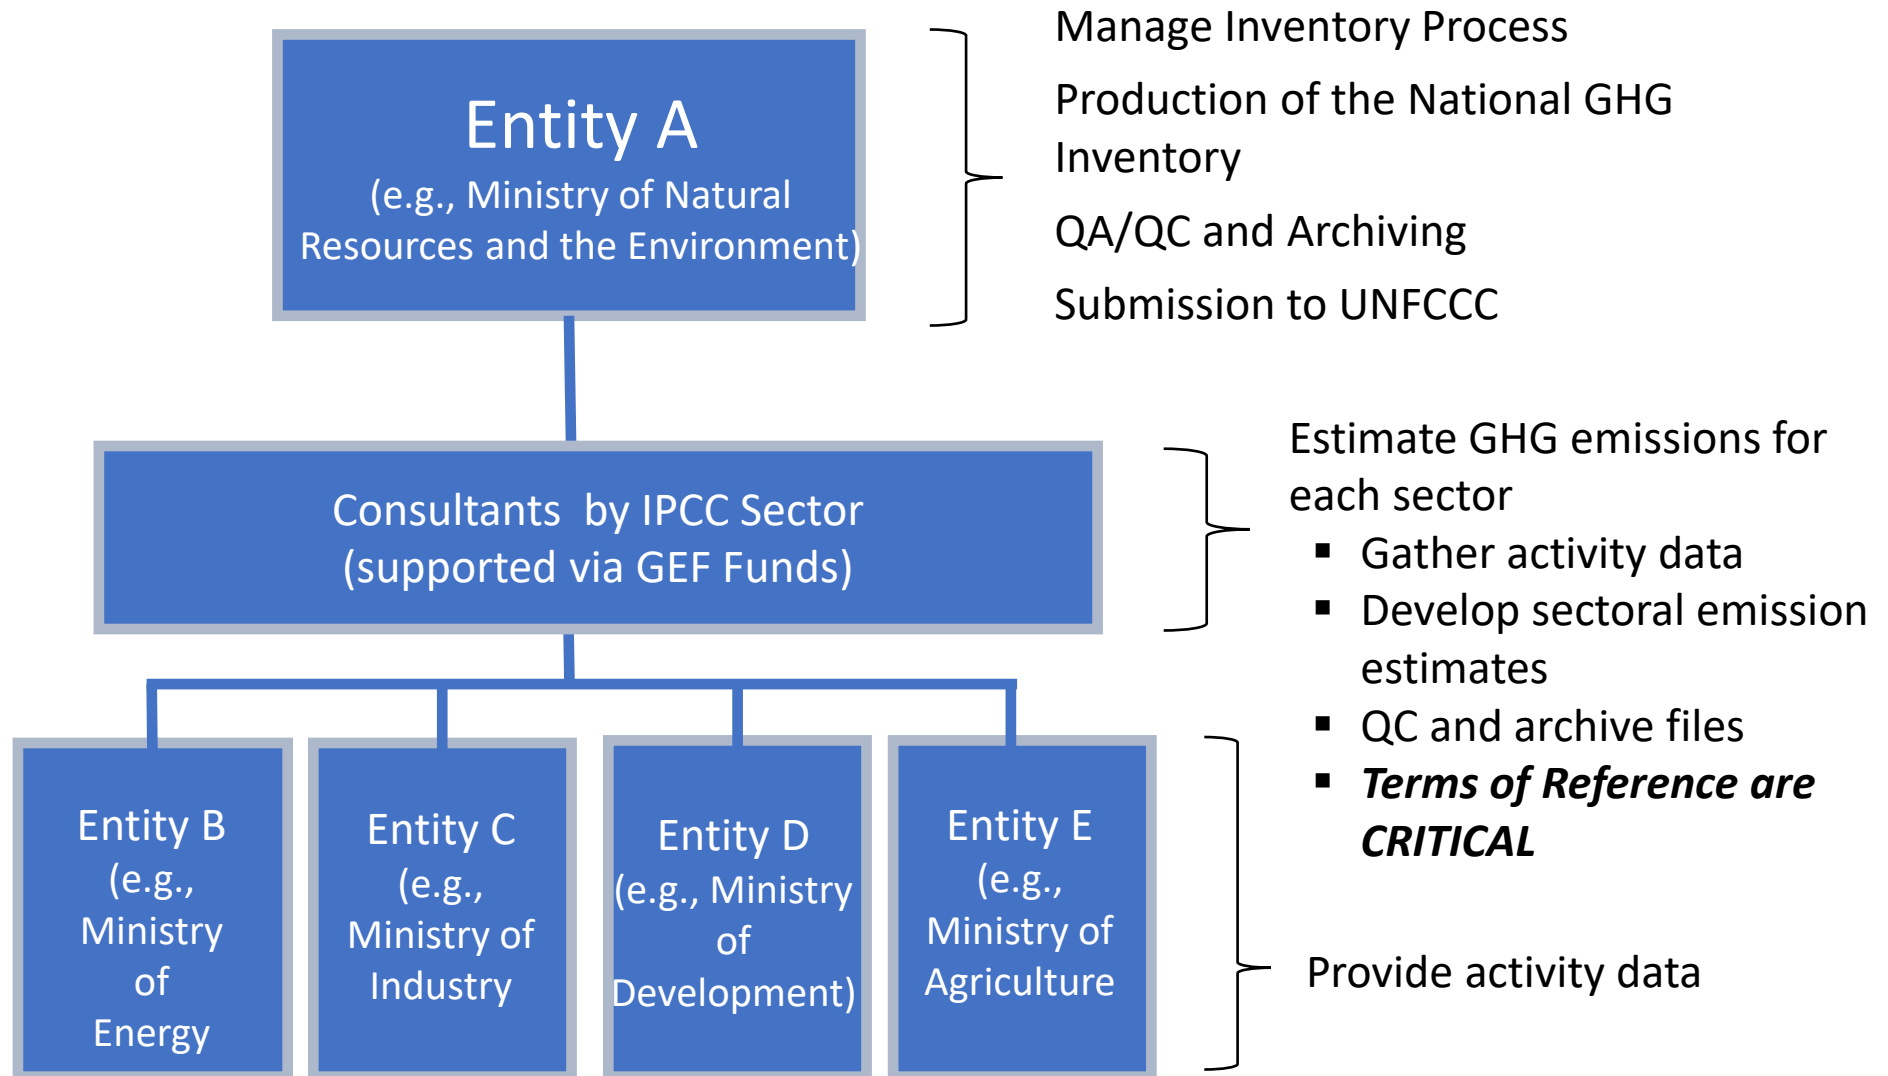 Entity A
(e.g., Ministry of Natural
Resources and the Environment)
Manage Inventory Process
Production of the National GHG
Inventory
QA/QC and Archiving
Submission to UNFCCC
Consultants by IPCC Sector
(supported via GEF Funds)
Estimate GHG emissions for
each sector
▪ Gather activity data
▪ Develop sectoral emission
estimates
▪ QC and archive files
▪ Terms of Reference are
CRITICAL
Entity B
(e.g.,
Ministry
of
Energy
Entity C
(e.g.,
Ministry of
Industry
Entity D
(e.g., Ministry
of
Development)
Entity E
(e.g.,
Ministry of
Agriculture
Provide activity data